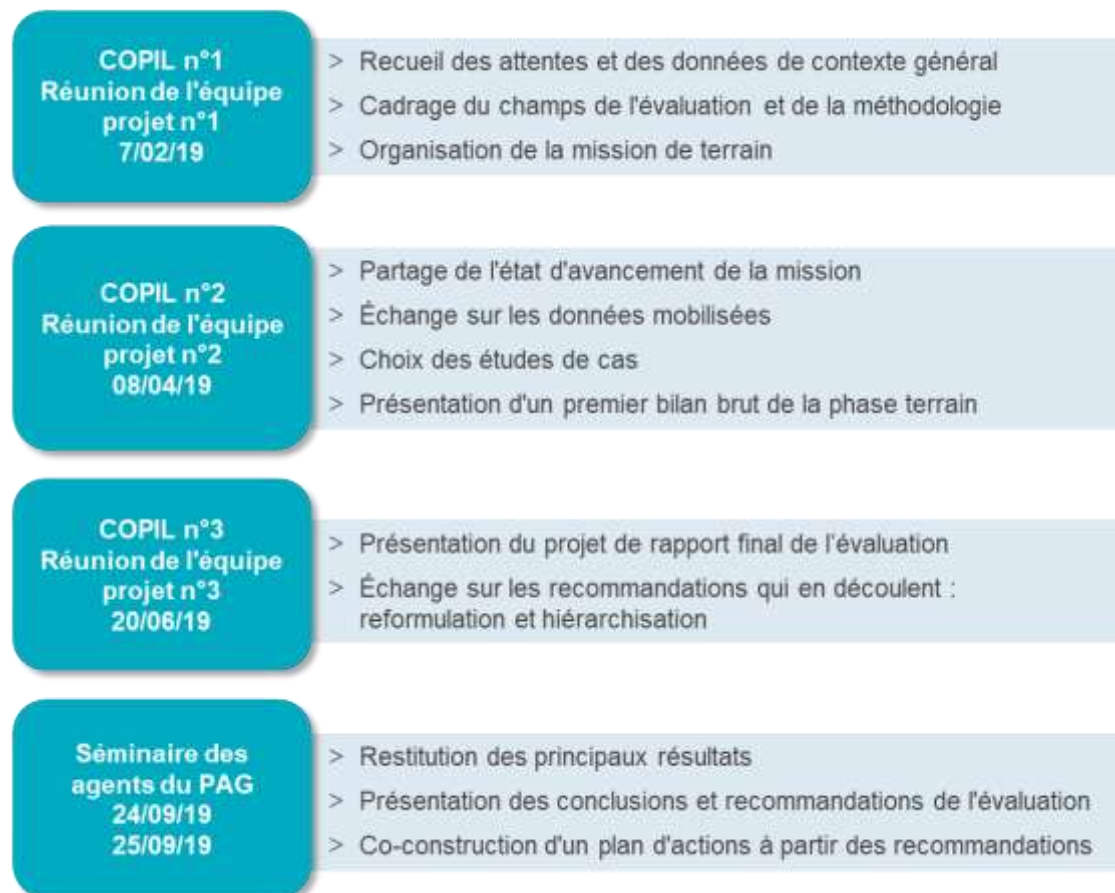 COPIL n°1
Réunion de l'équipe
projet n°1
7/02/19
> Recueil des attentes et des données de contexte général
> Cadrage du champs de l'évaluation et de la méthodologie
> Organisation de la mission de terrain
COPIL n°2
Réunion de l'équipe
projet n°2
08/04/19
> Partage de l'état d'avancement de la mission
> Échange sur les données mobilisées
> Choix des études de cas
> Présentation d'un premier bilan brut de la phase terrain
COPIL n°3
Réunion de l'équipe
projet n°3
20/06/19
> Présentation du projet de rapport final de l'évaluation
> Échange sur les recommandations qui en découlent :
reformulation et hiérarchisation
Séminaire des
agents du PAG
24/09/19
25/09/19
> Restitution des principaux résultats
> Présentation des conclusions et recommandations de l'évaluation
> Co-construction d'un plan d'actions à partir des recommandations